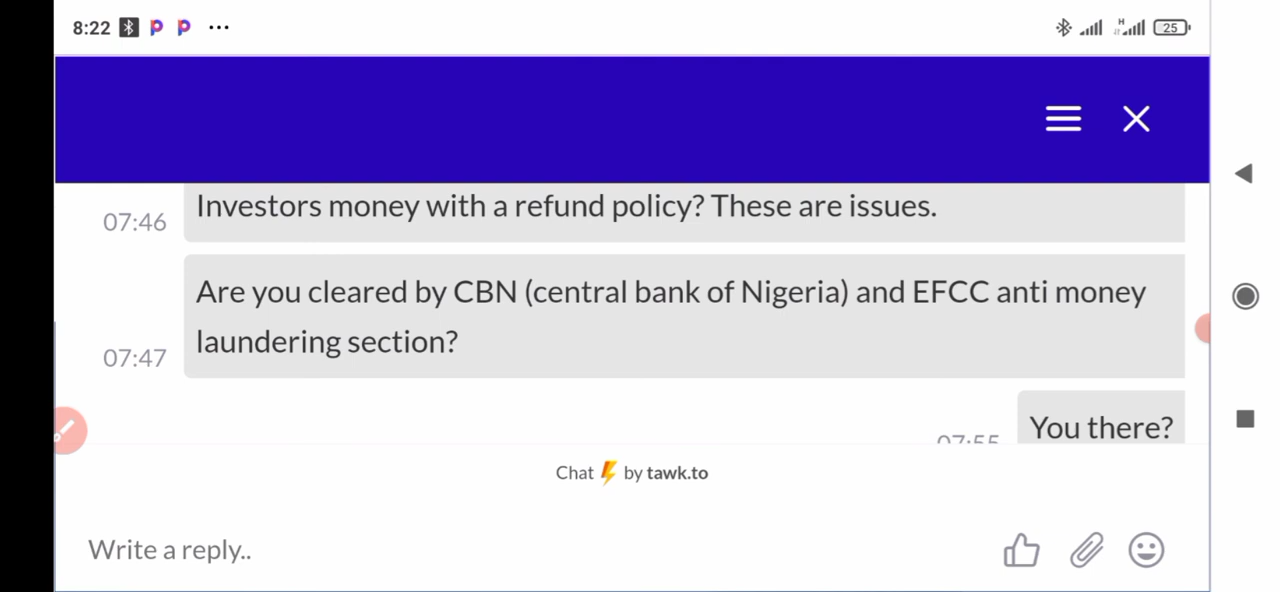 8:22 P P ... H 25
Investors money with a refund policy? These are issues.
07:46
Are you cleared by CBN (central bank of Nigeria) and EFCC anti money
laundering section?
07:47
You there?
07:55
Chat by tawk.to
Write a reply..